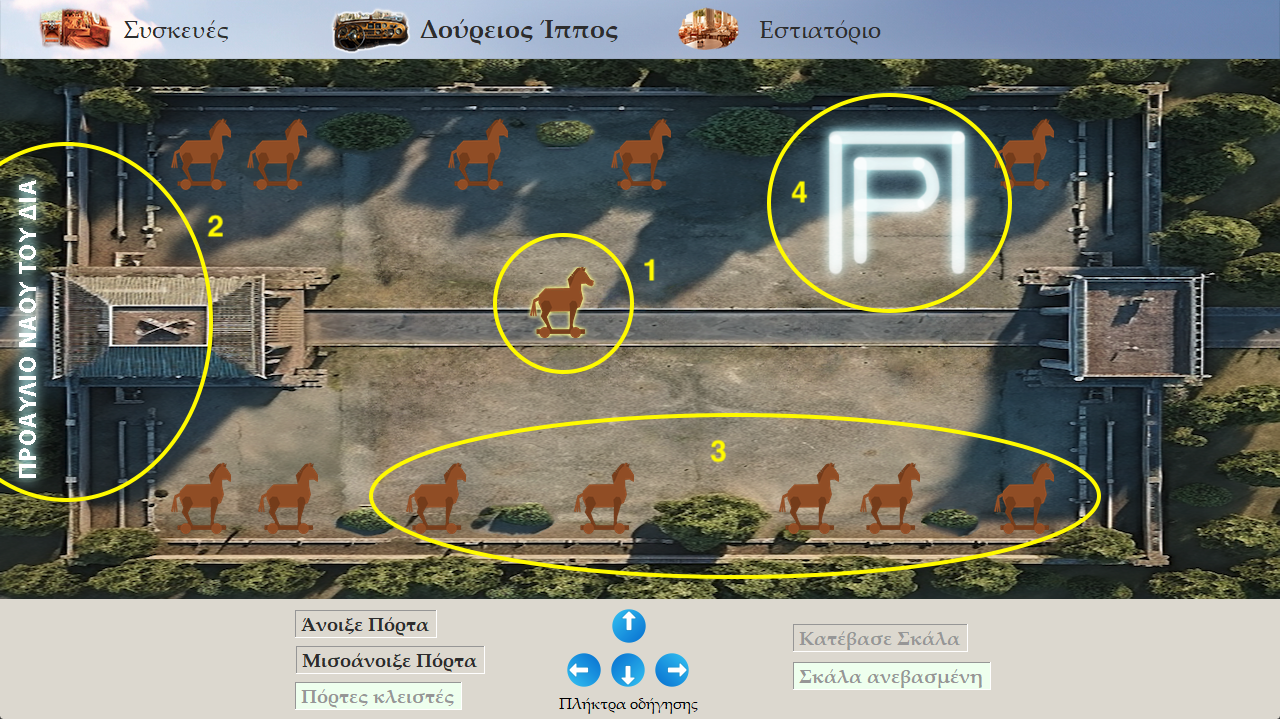 Συσκευές
Δούρειος Ίππος
Εστιατόριο
ΠΡΟΑΥΛΙΟ ΝΑΟΥ ΤΟΥ ΔΙΑ
2
1
4
Π
P
3
Άνοιξε Πόρτα
Μισοάνοιξε Πόρτα
Πόρτες κλειστές
Πλήκτρα οδήγησης
Κατέβασε Σκάλα
Σκάλα ανεβασμένη